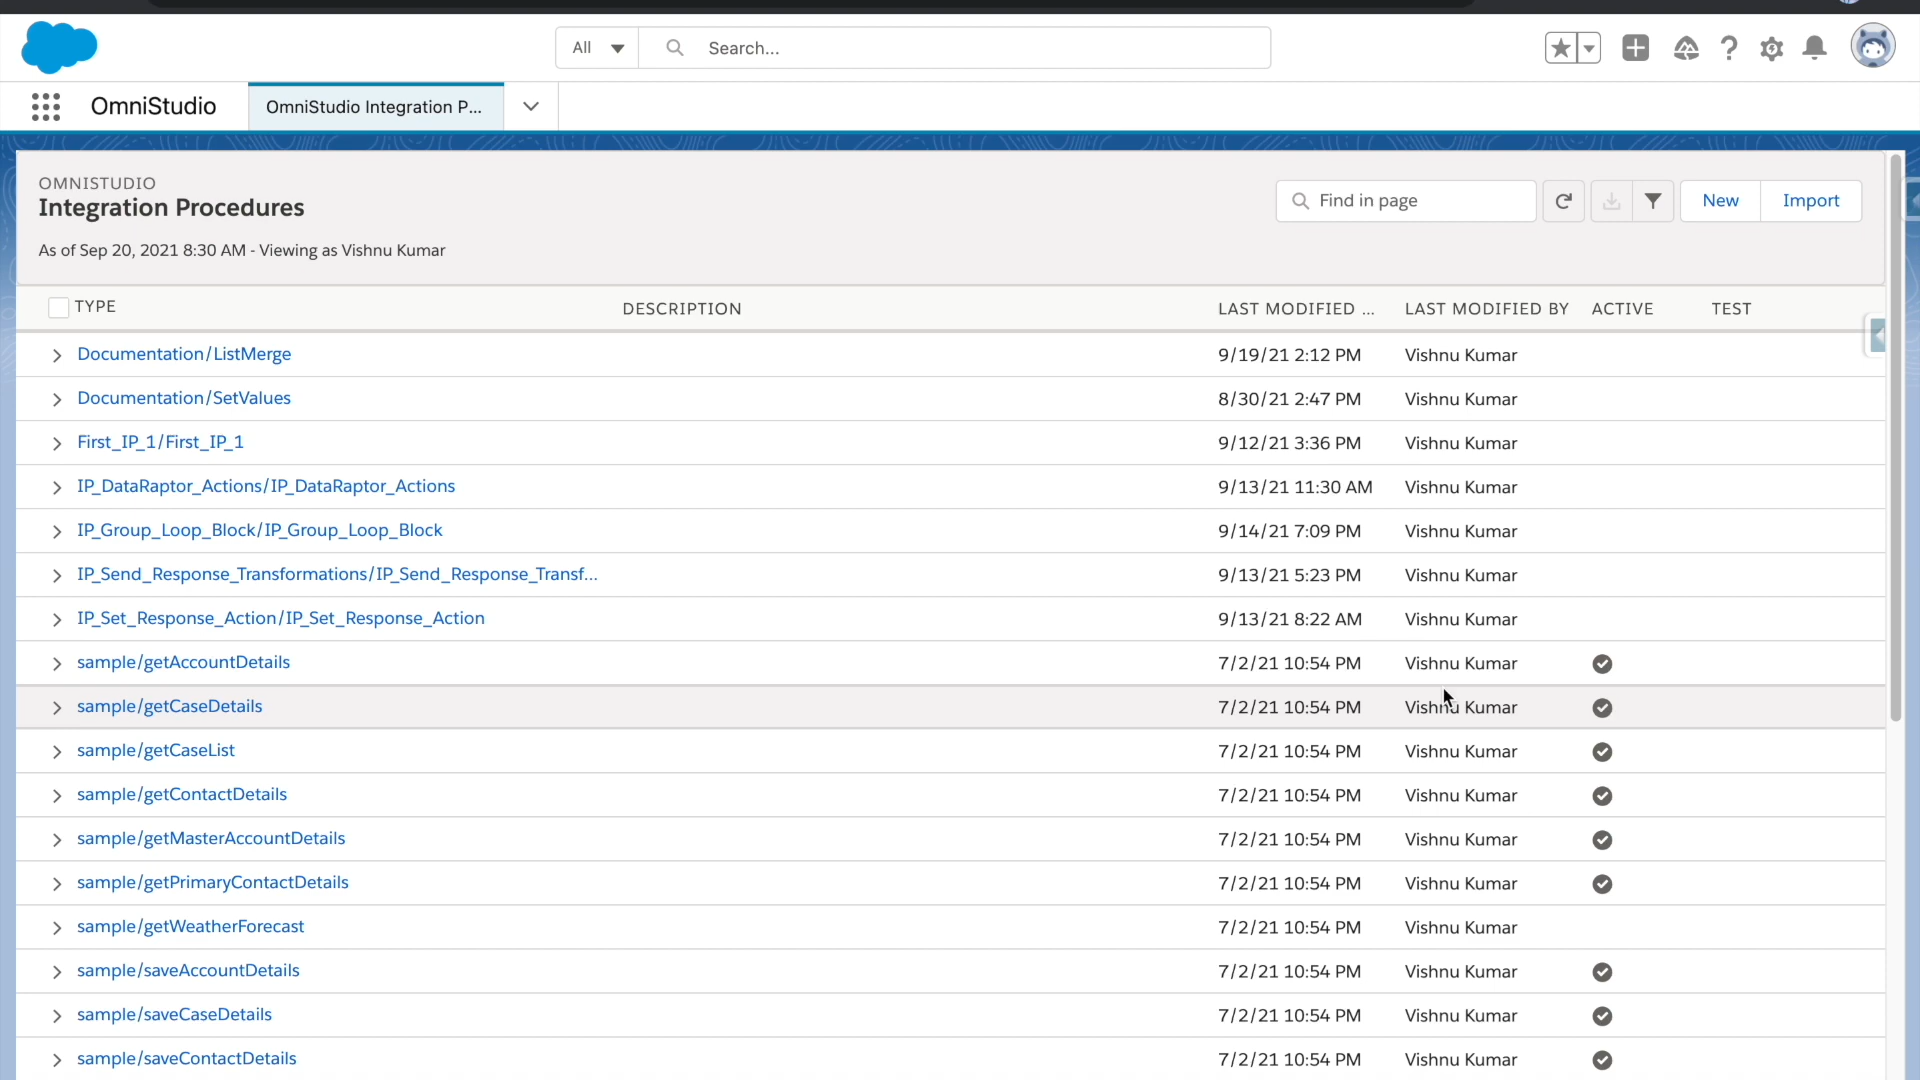 All
Search...
OmniStudio
OmniStudio Integration P...
OMNISTUDIO
Integration Procedures
As of Sep 20, 2021 8:30 AM - Viewing as Vishnu Kumar
Find in page
New
Import
TYPE DESCRIPTION LAST MODIFIED ... LAST MODIFIED BY ACTIVE TEST
Documentation/ListMerge 9/19/21 2:12 PM Vishnu Kumar
Documentation/SetValues 8/30/21 2:47 PM Vishnu Kumar
First_IP_1/First_IP_1 9/12/21 3:36 PM Vishnu Kumar
IP_DataRaptor_Actions/IP_DataRaptor_Actions 9/13/21 11:30 AM Vishnu Kumar
IP_Group_Loop_Block/IP_Group_Loop_Block 9/14/21 7:09 PM Vishnu Kumar
IP_Send_Response_Transformations/IP_Send_Response_Transf... 9/13/21 5:23 PM Vishnu Kumar
IP_Set_Response_Action/IP_Set_Response_Action 9/13/21 8:22 AM Vishnu Kumar
sample/getAccountDetails 7/2/21 10:54 PM Vishnu Kumar
sample/getCaseDetails 7/2/21 10:54 PM Vishnu Kumar
sample/getCaseList 7/2/21 10:54 PM Vishnu Kumar
sample/getContactDetails 7/2/21 10:54 PM Vishnu Kumar
sample/getMasterAccountDetails 7/2/21 10:54 PM Vishnu Kumar
sample/getPrimaryContactDetails 7/2/21 10:54 PM Vishnu Kumar
sample/getWeatherForecast 7/2/21 10:54 PM Vishnu Kumar
sample/saveAccountDetails 7/2/21 10:54 PM Vishnu Kumar
sample/saveCaseDetails 7/2/21 10:54 PM Vishnu Kumar
sample/saveContactDetails 7/2/21 10:54 PM Vishnu Kumar